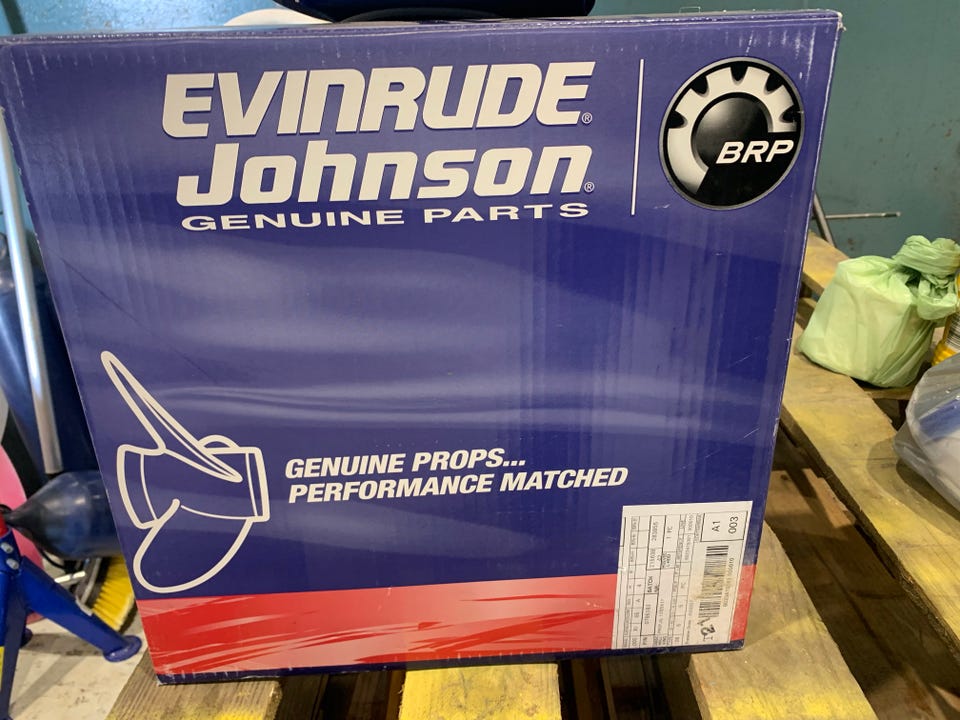 EVINRUDE®
Johnson®
GENUINE PARTS
BRP
GENUINE PROPS...
PERFORMANCE MATCHED
A1
003